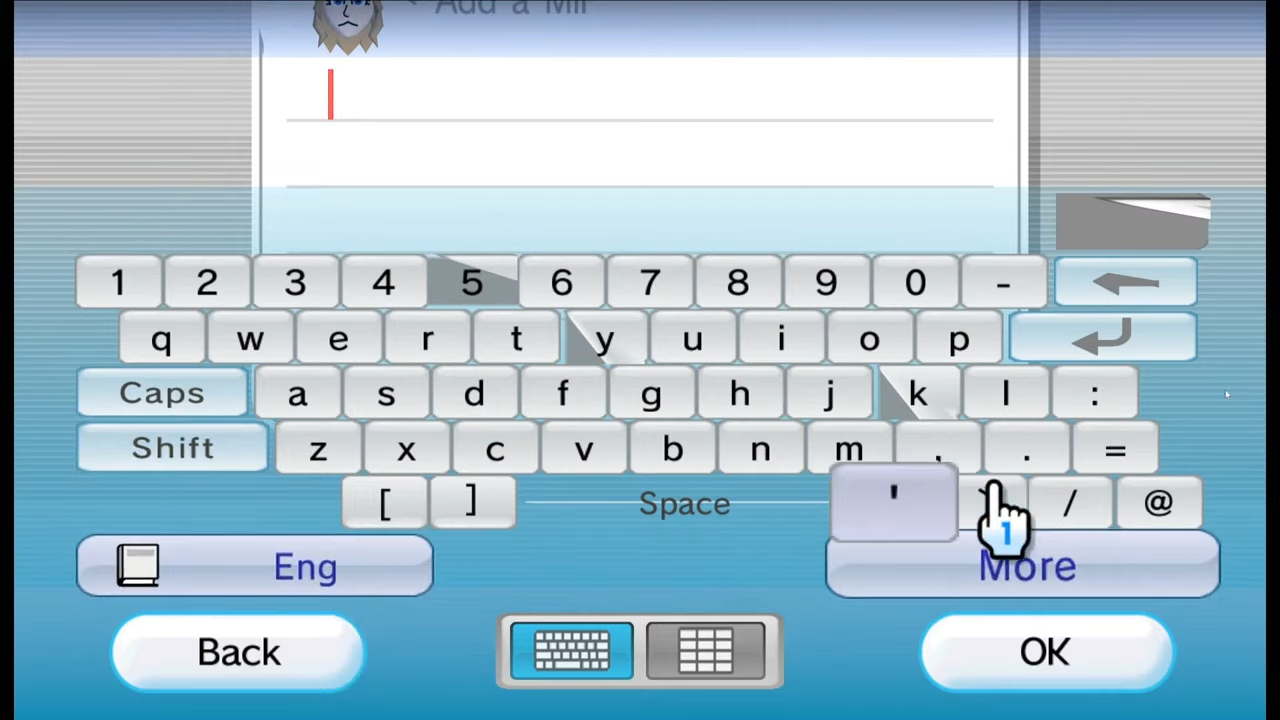 Add a Mii
1 2 3 4 5 6 7 8 9 0 -
q w e r t y u i o p
Caps a s d f g h j k l :
Shift z x c v b n m , . =
[ ] Space ' / @
1
Eng More
Back OK